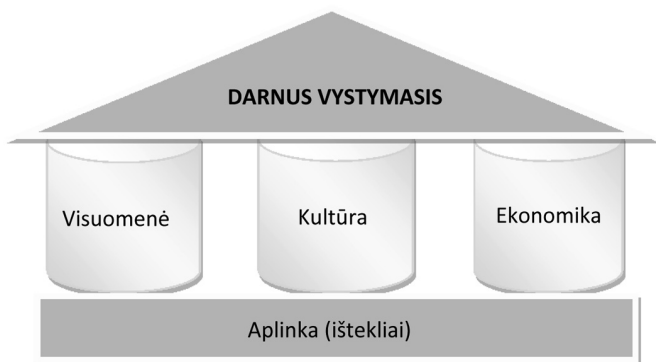 DARNUS VYSTYMASIS
Visuomenė
Kultūra
Ekonomika
Aplinka (ištekliai)